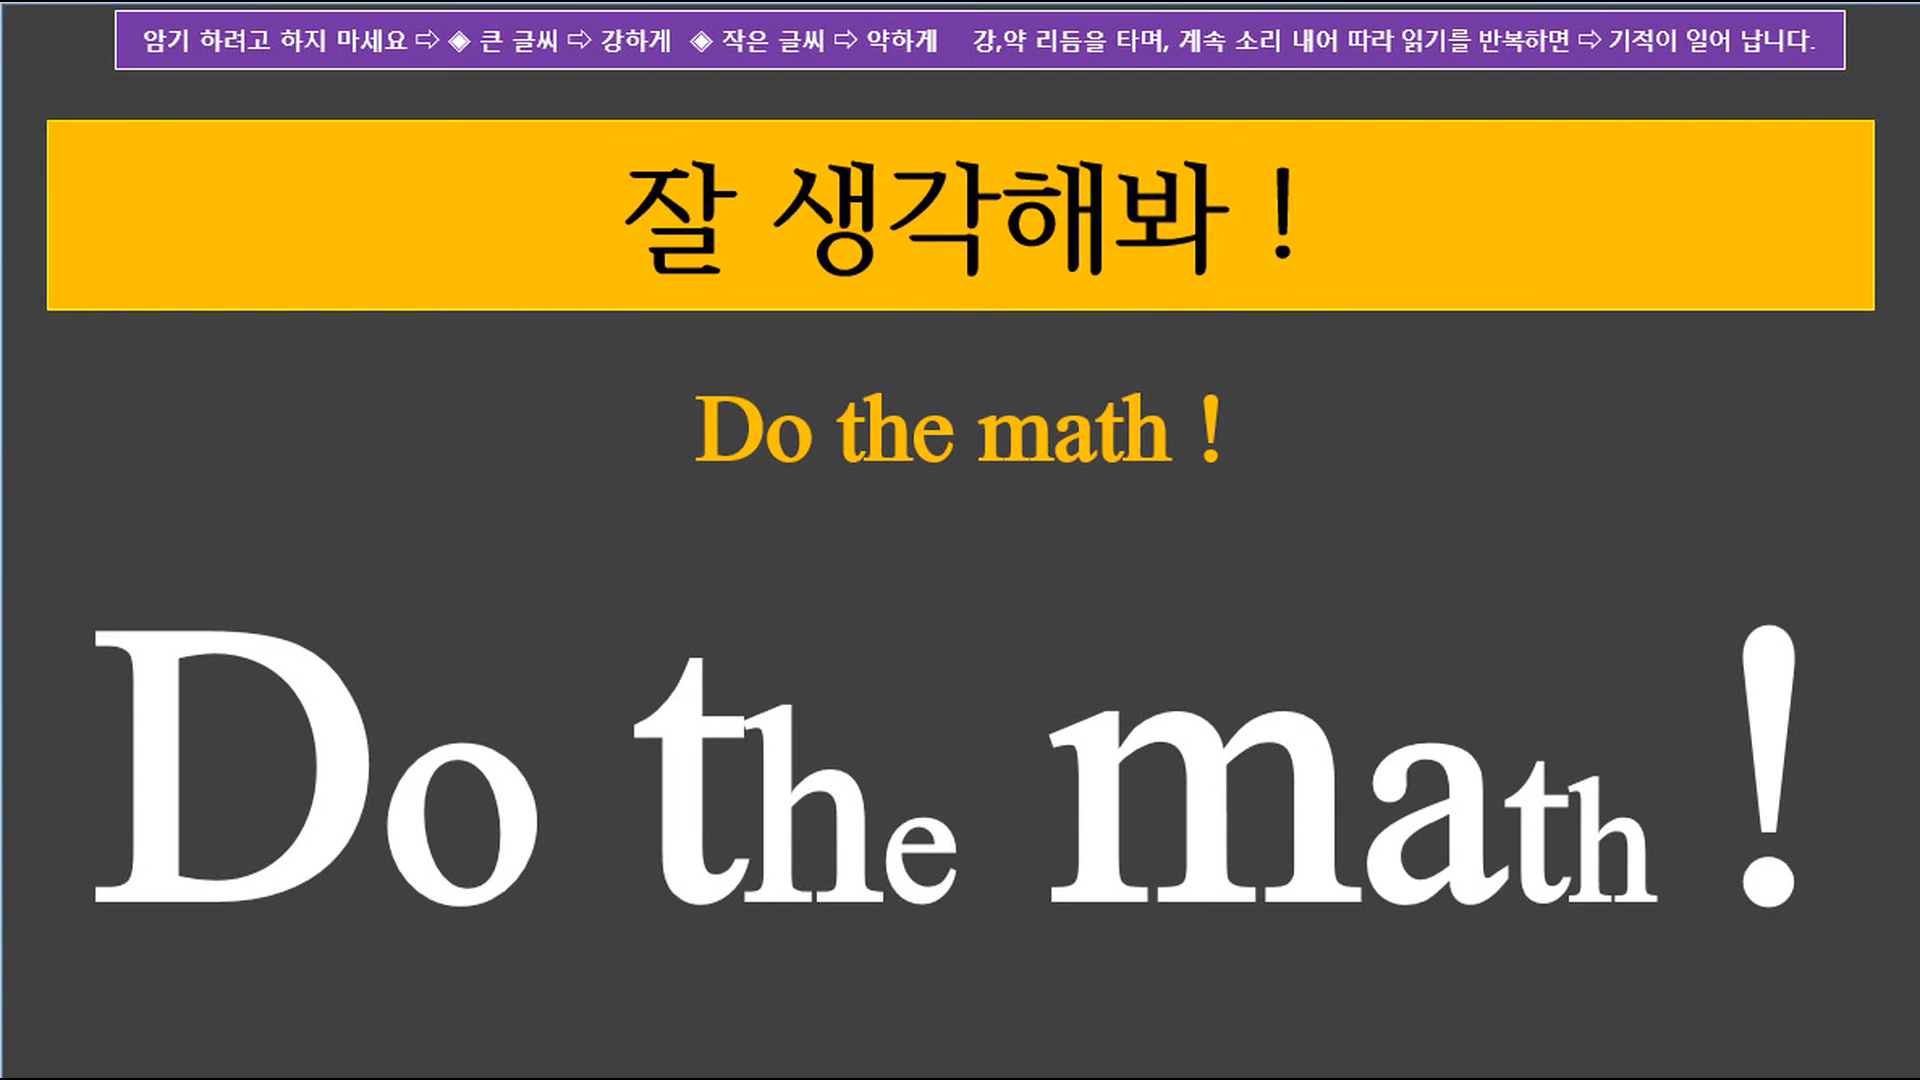 암기 하려고 하지 마세요 ⇨ ◈ 큰 글씨 ⇨ 강하게 ◈ 작은 글씨 ⇨ 약하게 강,약 리듬을 타며, 계속 소리 내어 따라 읽기를 반복하면 ⇨ 기적이 일어 납니다.
잘 생각해봐 !
Do the math !
Do the math !